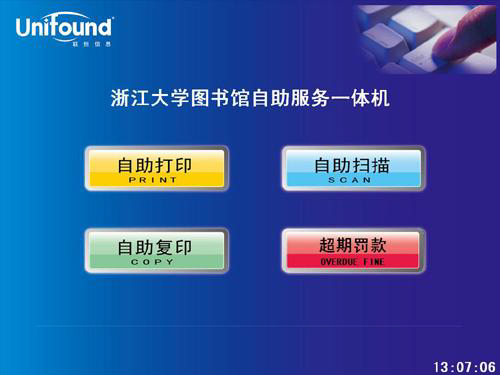 Unifound
联创信息
浙江大学图书馆自助服务一体机
自助打印
PRINT
自助扫描
SCAN
自助复印
COPY
超期罚款
OVERDUE FINE
13:07:06